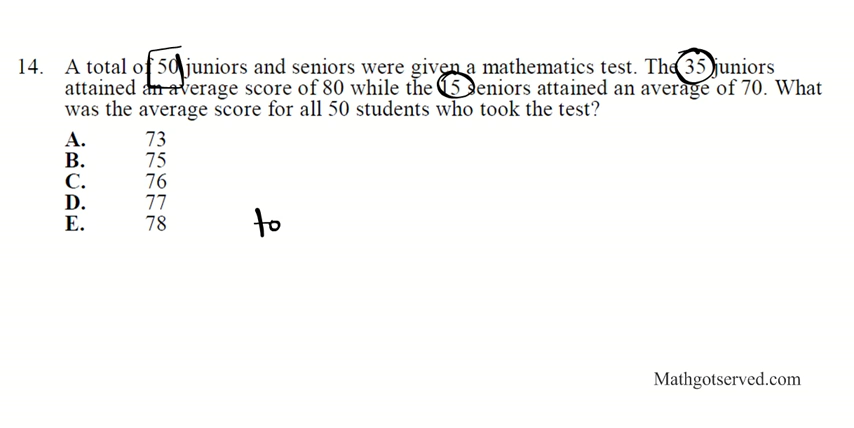 14. A total of 50 juniors and seniors were given a mathematics test. The 35 juniors
attained an average score of 80 while the 15 seniors attained an average of 70. What
was the average score for all 50 students who took the test?
A. 73
B. 75
C. 76
D. 77
E. 78
to
Mathgotserved.com